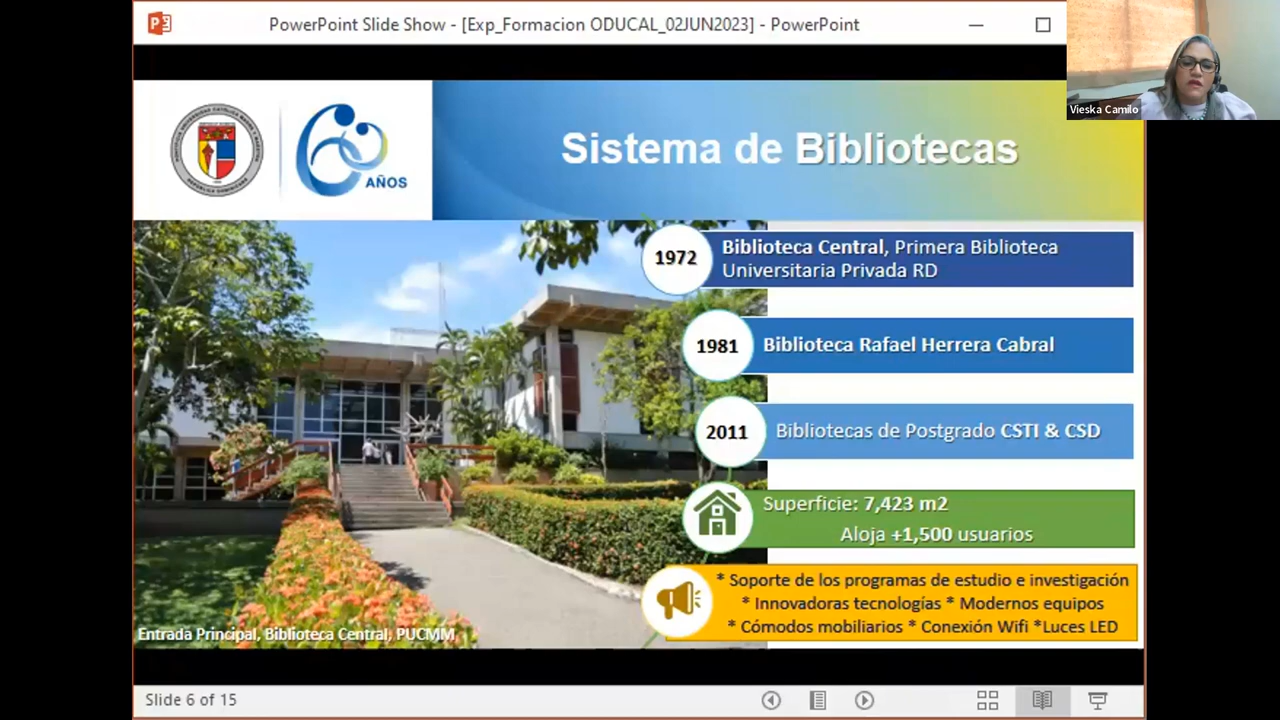 PowerPoint Slide Show - [Exp_Formacion ODUCAL_02JUN2023] - PowerPoint
Vieska Camilo
AÑOS
Sistema de Bibliotecas
1972
Biblioteca Central, Primera Biblioteca
Universitaria Privada RD
1981
Biblioteca Rafael Herrera Cabral
2011
Bibliotecas de Postgrado CSTI & CSD
Superficie: 7,423 m2
Aloja +1,500 usuarios
* Soporte de los programas de estudio e investigación
* Innovadoras tecnologías * Modernos equipos
* Cómodos mobiliarios * Conexión Wifi *Luces LED
Entrada Principal, Biblioteca Central, PUCMM
Slide 6 of 15